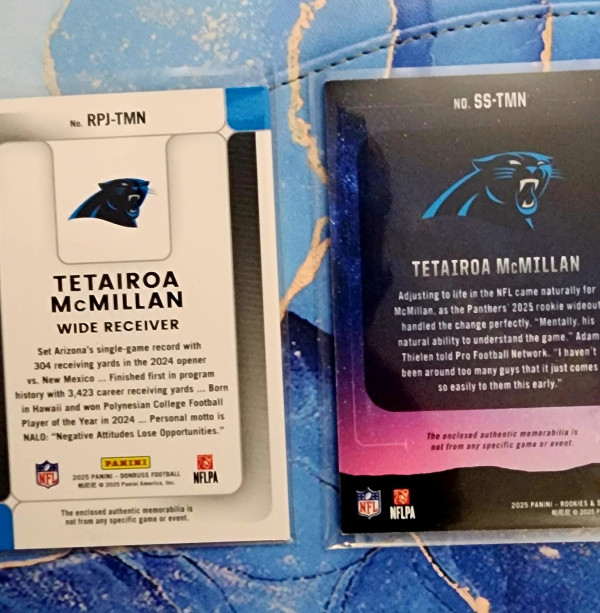 No. RPJ-TMN
TETAIROA
McMILLAN
WIDE RECEIVER
Set Arizona's single-game record with
304 receiving yards in the 2024 opener
vs. New Mexico ... Finished first in program
history with 3,423 career receiving yards ... Born
in Hawaii and won Polynesian College Football
Player of the Year in 2024 ... Personal motto is
NALO: "Negative Attitudes Lose Opportunities."
PANINI
NFL
NFLPA
2025 PANINI - DONRUSS FOOTBALL
© 2025 Panini America, Inc.
The enclosed authentic memorabilia is
not from any specific game or event.
NO. SS-TMN
TETAIROA McMILLAN
Adjusting to life in the NFL came naturally for
McMillan, as the Panthers' 2025 rookie wideout
handled the change perfectly. "Mentally, his
natural ability to understand the game," Adam
Thielen told Pro Football Network. "I haven't
been around too many guys that it just comes
so easily to them this early."
The enclosed authentic memorabilia is
not from any specific game or event.
NFL
NFLPA
2025 PANINI - ROOKIES & S
© 2025 P